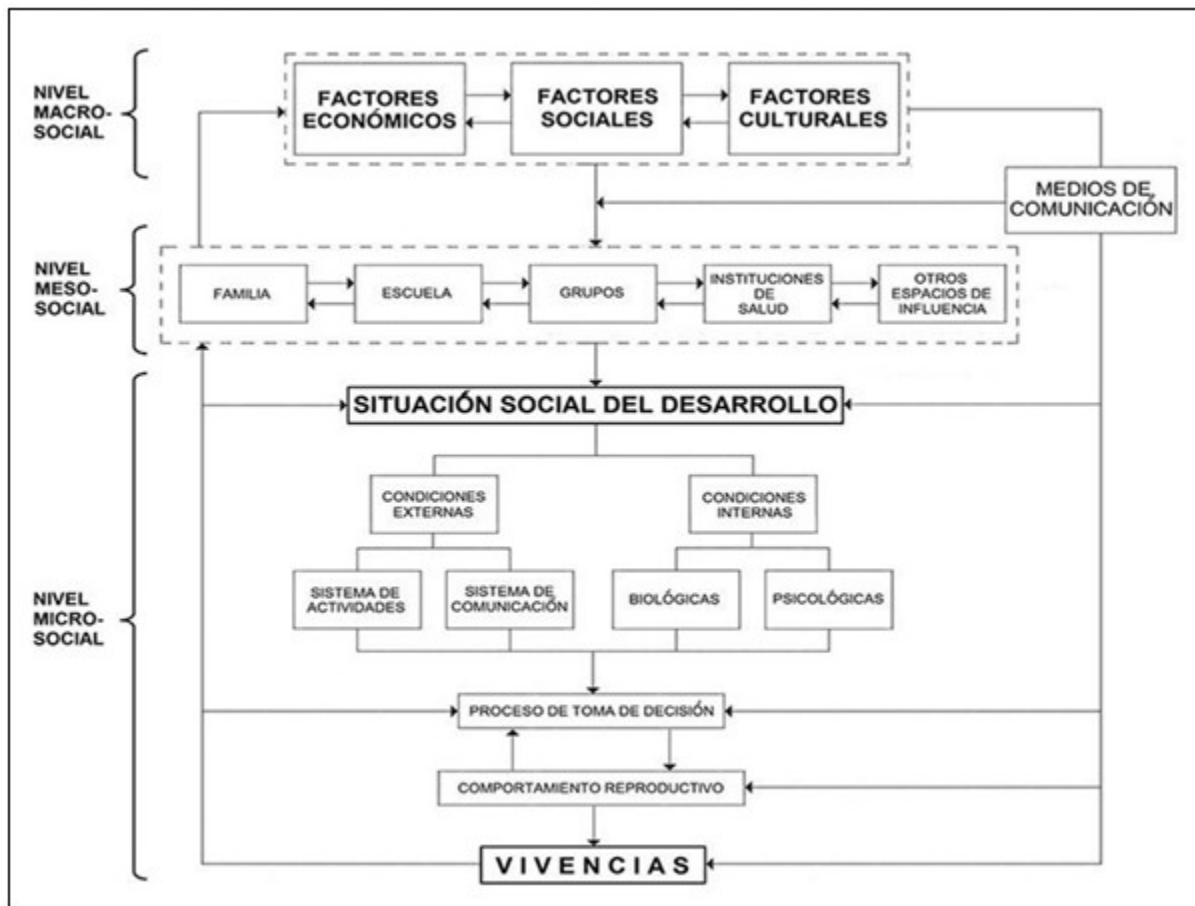 NIVEL
MACRO-
SOCIAL
FACTORES
ECONÓMICOS
FACTORES
SOCIALES
FACTORES
CULTURALES
MEDIOS DE
COMUNICACIÓN
NIVEL
MESO-
SOCIAL
FAMILIA
ESCUELA
GRUPOS
INSTITUCIONES
DE
SALUD
OTROS
ESPACIOS DE
INFLUENCIA
NIVEL
MICRO-
SOCIAL
SITUACIÓN SOCIAL DEL DESARROLLO
CONDICIONES
EXTERNAS
CONDICIONES
INTERNAS
SISTEMA DE
ACTIVIDADES
SISTEMA DE
COMUNICACIÓN
BIOLÓGICAS
PSICOLÓGICAS
PROCESO DE TOMA DE DECISIÓN
COMPORTAMIENTO REPRODUCTIVO
VIVENCIAS